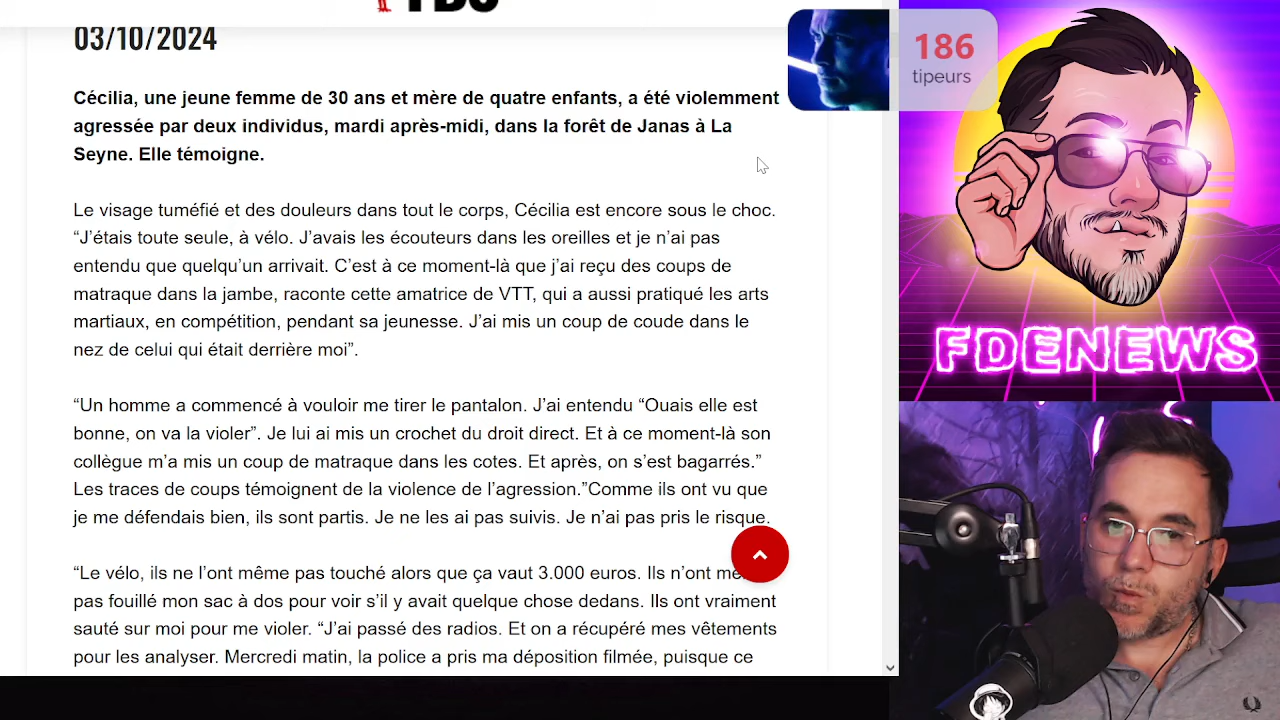 03/10/2024
186
tipeurs
Cécilia, une jeune femme de 30 ans et mère de quatre enfants, a été violemment
agressée par deux individus, mardi après-midi, dans la forêt de Janas à La
Seyne. Elle témoigne.
Le visage tuméfié et des douleurs dans tout le corps, Cécilia est encore sous le choc.
“J’étais toute seule, à vélo. J’avais les écouteurs dans les oreilles et je n’ai pas
entendu que quelqu’un arrivait. C’est à ce moment-là que j’ai reçu des coups de
matraque dans la jambe, raconte cette amatrice de VTT, qui a aussi pratiqué les arts
martiaux, en compétition, pendant sa jeunesse. J’ai mis un coup de coude dans le
nez de celui qui était derrière moi”.
“Un homme a commencé à vouloir me tirer le pantalon. J’ai entendu “Ouais elle est
bonne, on va la violer”. Je lui ai mis un crochet du droit direct. Et à ce moment-là son
collègue m’a mis un coup de matraque dans les cotes. Et après, on s’est bagarrés.”
Les traces de coups témoignent de la violence de l’agression.”Comme ils ont vu que
je me défendais bien, ils sont partis. Je ne les ai pas suivis. Je n’ai pas pris le risque.
“Le vélo, ils ne l’ont même pas touché alors que ça vaut 3.000 euros. Ils n’ont
pas fouillé mon sac à dos pour voir s’il y avait quelque chose dedans. Ils ont vraiment
sauté sur moi pour me violer. “J’ai passé des radios. Et on a récupéré mes vêtements
pour les analyser. Mercredi matin, la police a pris ma déposition filmée, puisque ce
FDENEWS